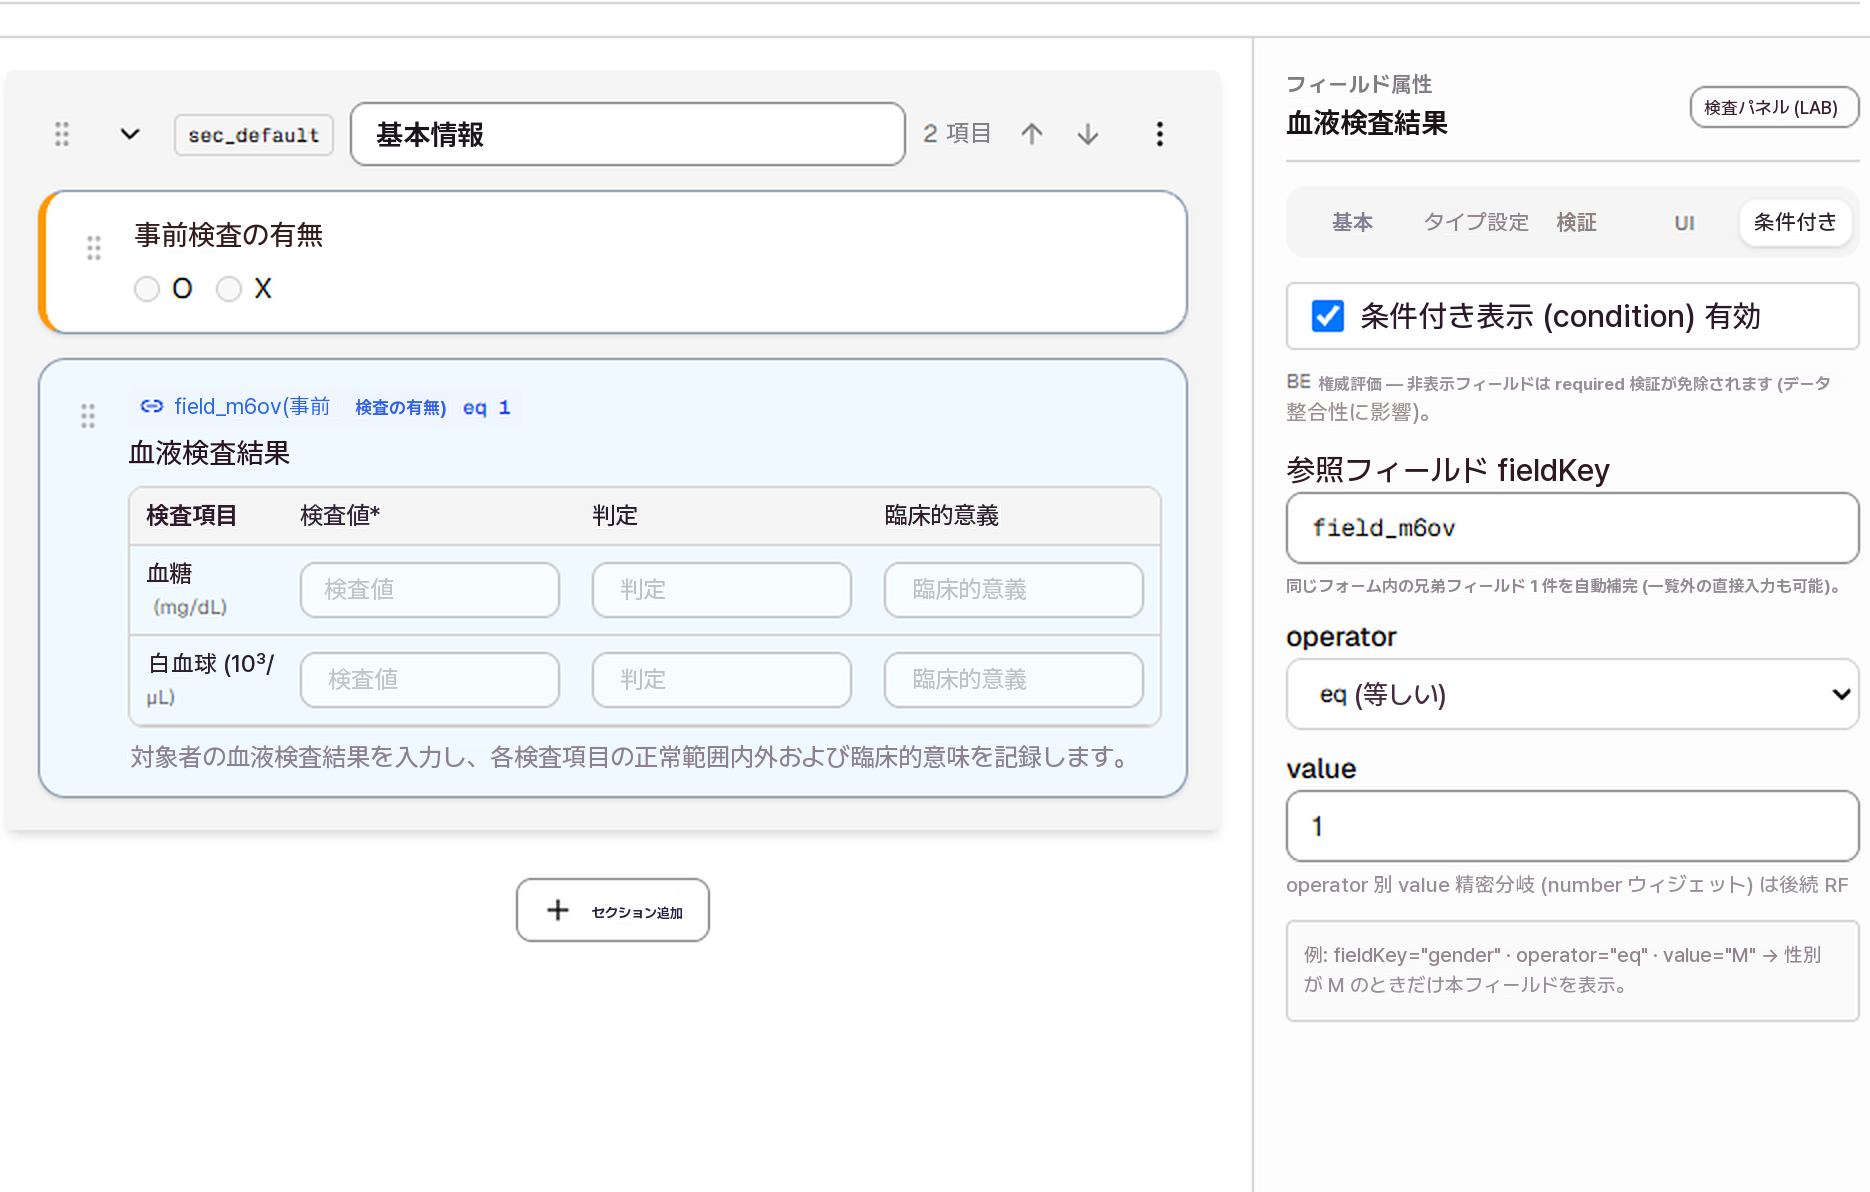 sec_default 基本情報 2 項目
事前検査の有無
O X
field_m6ov(事前 検査の有無) eq 1
血液検査結果
検査項目 検査値* 判定 臨床的意義
血糖 検査値 判定 臨床的意義
(mg/dL)
白血球 (10³/ 検査値 判定 臨床的意義
μL)
対象者の血液検査結果を入力し、各検査項目の正常範囲内外および臨床的意味を記録します。
セクション追加
フィールド属性
血液検査結果
検査パネル (LAB)
基本 タイプ設定 検証 UI 条件付き
条件付き表示 (condition) 有効
BE 権威評価 — 非表示フィールドは required 検証が免除されます (データ
整合性に影響)。
参照フィールド fieldKey
field_m6ov
同じフォーム内の兄弟フィールド 1 件を自動補完 (一覧外の直接入力も可能)。
operator
eq (等しい)
value
1
operator 別 value 精密分岐 (number ウィジェット) は後続 RF
例: fieldKey="gender" · operator="eq" · value="M" → 性別
が M のときだけ本フィールドを表示。